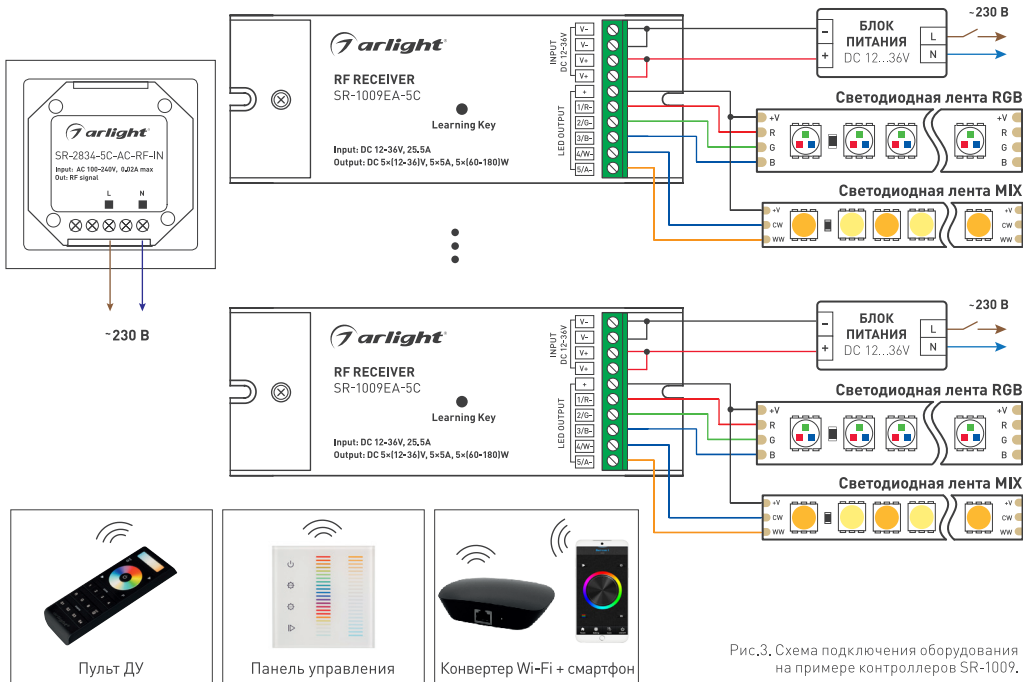 arlight
SR-2834-5C-AC-RF-IN
Input: AC 100-240V, 0,02A max
Out: RF signal
L N
~230 В
arlight
RF RECEIVER
SR-1009EA-5C
Learning Key
Input: DC 12-36V, 25.5A
Output: DC 5×(12-36)V, 5×5A, 5×(60-180)W
INPUT
DC 12-36V
V-
V-
V+
V+
LED OUTPUT
+
1/R-
2/G-
3/B-
4/W-
5/A-
~230 В
БЛОК
ПИТАНИЯ
DC 12...36V
-
+
L
N
Светодиодная лента RGB
+V +V
R R
G G
B B
Светодиодная лента MIX
+V +V
CW CW
WW WW
arlight
RF RECEIVER
SR-1009EA-5C
Learning Key
Input: DC 12-36V, 25,5A
Output: DC 5×(12-36)V, 5×5A, 5×(60-180)W
INPUT
DC 12-36V
V-
V-
V+
V+
LED OUTPUT
+
1/R-
2/G-
3/B-
4/W-
5/A-
~230 В
БЛОК
ПИТАНИЯ
DC 12...36V
-
+
L
N
Светодиодная лента RGB
+V +V
R R
G G
B B
Светодиодная лента MIX
+V +V
CW CW
WW WW
Пульт ДУ
Панель управления
Конвертер Wi-Fi + смартфон
Рис.3. Схема подключения оборудования
на примере контроллеров SR-1009.